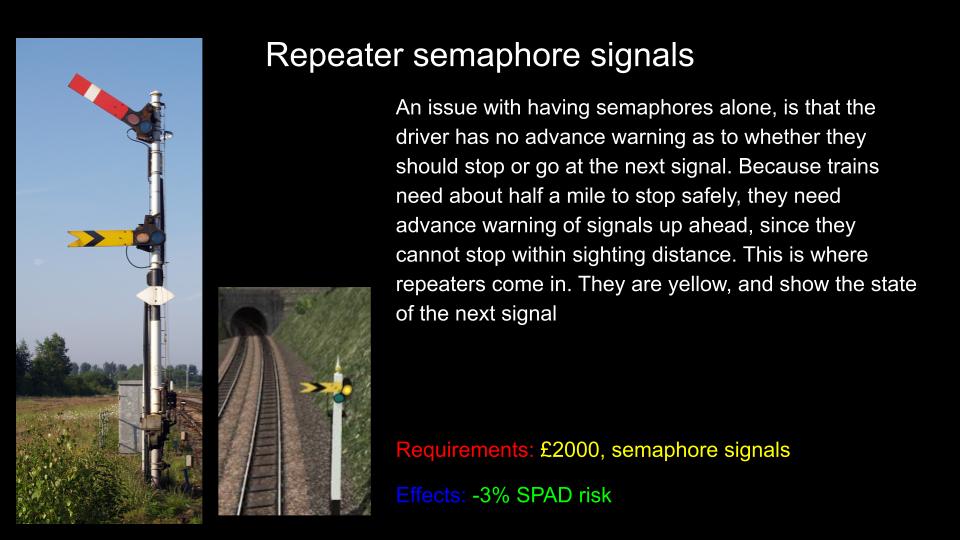 Repeater semaphore signals
An issue with having semaphores alone, is that the
driver has no advance warning as to whether they
should stop or go at the next signal. Because trains
need about half a mile to stop safely, they need
advance warning of signals up ahead, since they
cannot stop within sighting distance. This is where
repeaters come in. They are yellow, and show the state
of the next signal
Requirements: £2000, semaphore signals
Effects: -3% SPAD risk